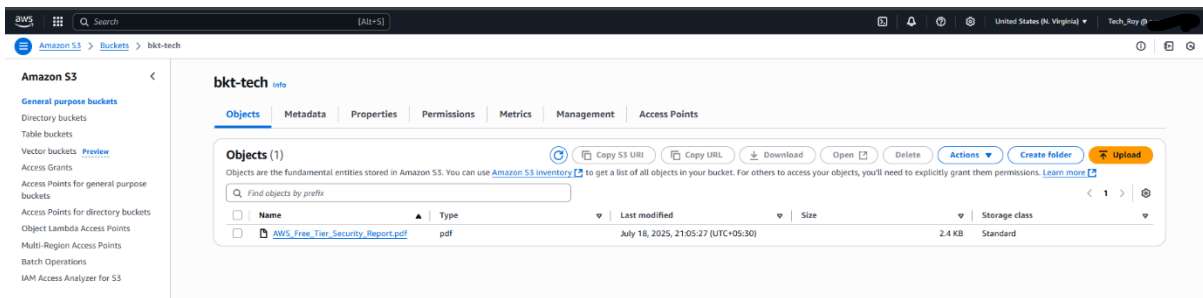 aws Search [Alt+S] United States (N. Virginia) ▼ Tech_Roy @
Amazon S3 > Buckets > bkt-tech
Amazon S3
General purpose buckets
Directory buckets
Table buckets
Vector buckets Preview
Access Grants
Access Points for general purpose
buckets
Access Points for directory buckets
Object Lambda Access Points
Multi-Region Access Points
Batch Operations
IAM Access Analyzer for S3
bkt-tech Info
Objects Metadata Properties Permissions Metrics Management Access Points
Objects (1) Copy S3 URI Copy URL Download Open Delete Actions ▼ Create folder Upload
Objects are the fundamental entities stored in Amazon S3. You can use Amazon S3 inventory to get a list of all objects in your bucket. For others to access your objects, you'll need to explicitly grant them permissions. Learn more
Find objects by prefix < 1 >
Name ▲ Type Last modified Size Storage class
AWS_Free_Tier_Security_Report.pdf pdf July 18, 2025, 21:05:27 (UTC+05:30) 2.4 KB Standard